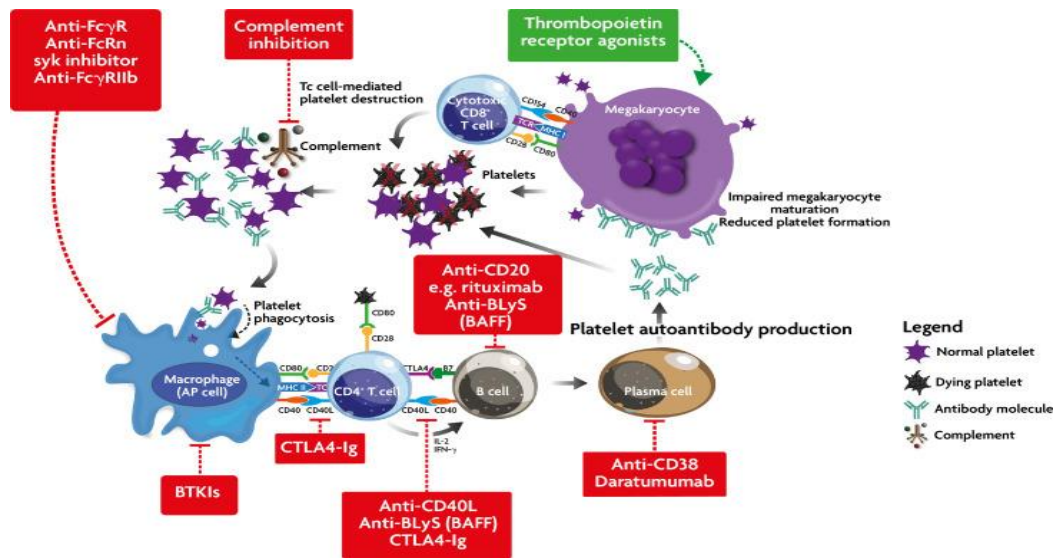 Anti-FcγR
Anti-FcRn
syk inhibitor
Anti-FcγRIIb
Complement
inhibition
Thrombopoietin
receptor agonists
Tc cell-mediated
platelet destruction
Complement
Cytotoxic
CD8+
T cell
CD154
CD40
TCR
MHC I
CD28
CD80
Megakaryocyte
Platelets
Impaired megakaryocyte
maturation
Reduced platelet formation
Anti-CD20
e.g. rituximab
Anti-BLyS
(BAFF)
Platelet autoantibody production
Platelet
phagocytosis
CD80
CD28
Macrophage
(AP cell)
CD80
CD2
MHC II
TC
CD40
CD40L
CD4+ T cell
CTLA4
B7
CD40L
CD40
B cell
Plasma cell
IL-2
IFN-γ
CTLA4-Ig
BTKIs
Anti-CD40L
Anti-BLyS (BAFF)
CTLA4-Ig
Anti-CD38
Daratumumab
Legend
Normal platelet
Dying platelet
Antibody molecule
Complement